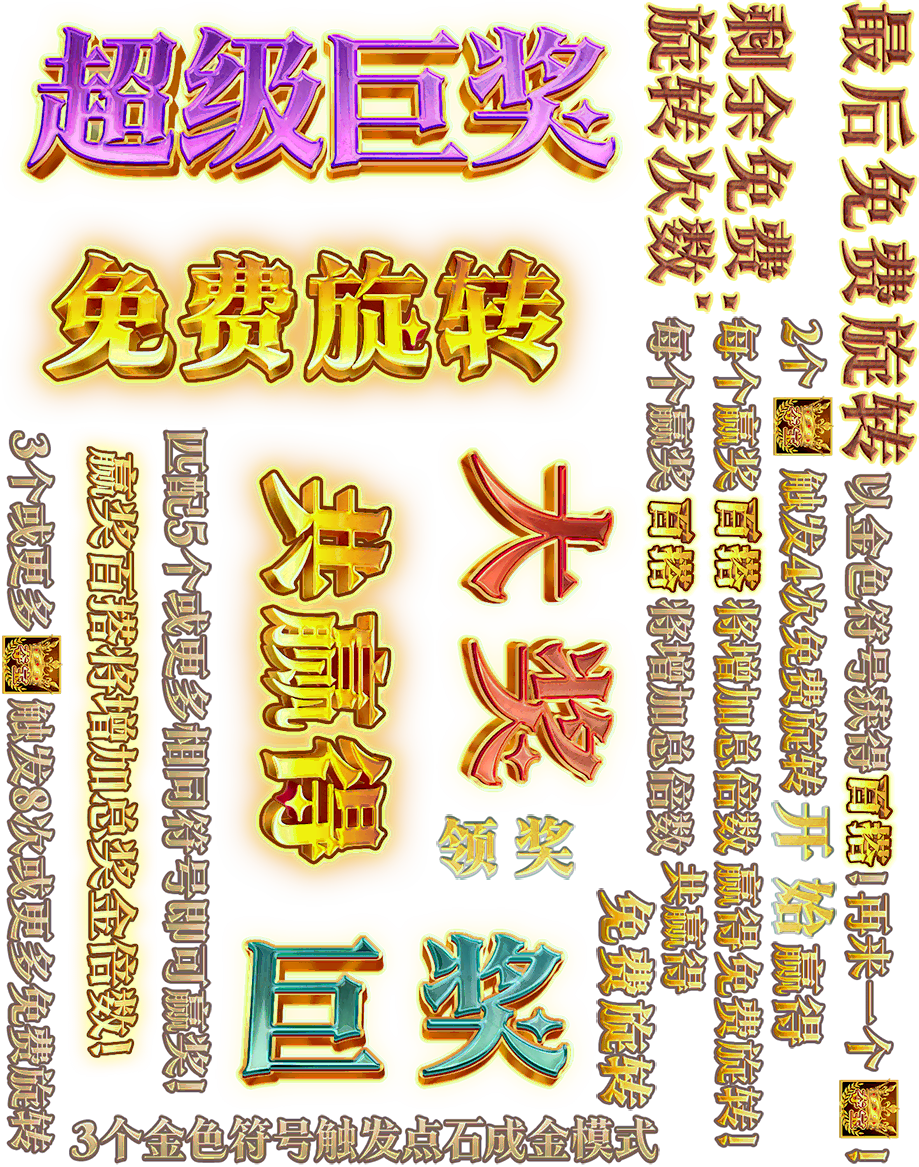 超级巨奖
免费旋转
剩余免费
旋转次数:
最后免费旋转
2个 夺宝 触发4次免费旋转
每个赢奖 百搭 将增加总倍数
每个赢奖 百搭 将增加总倍数
以金色符号获得 百搭!再来一个 夺宝 !
大奖
共赢得
匹配5个或更多相同符号即可赢奖!
赢奖百搭将增加总奖金倍数!
3个或更多 夺宝 触发8次或更多免费旋转
领奖
开始
赢得
赢得免费旋转!
共赢得
免费旋转
巨奖
3个金色符号触发点石成金模式